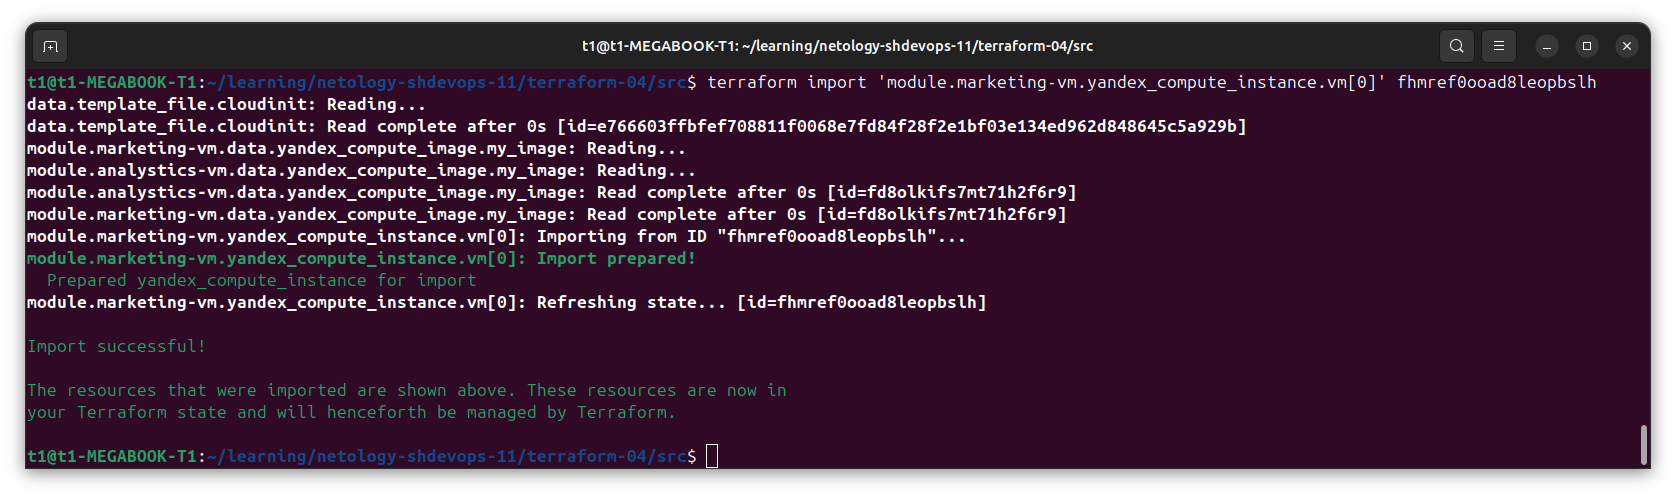 t1@t1-MEGABOOK-T1: ~/learning/netology-shdevops-11/terraform-04/src
t1@t1-MEGABOOK-T1:~/learning/netology-shdevops-11/terraform-04/src$ terraform import 'module.marketing-vm.yandex_compute_instance.vm[0]' fhmref0ooad8leopbslh
data.template_file.cloudinit: Reading...
data.template_file.cloudinit: Read complete after 0s [id=e766603ffbfef708811f0068e7fd84f28f2e1bf03e134ed962d848645c5a929b]
module.marketing-vm.data.yandex_compute_image.my_image: Reading...
module.analystics-vm.data.yandex_compute_image.my_image: Reading...
module.analystics-vm.data.yandex_compute_image.my_image: Read complete after 0s [id=fd8olkifs7mt71h2f6r9]
module.marketing-vm.data.yandex_compute_image.my_image: Read complete after 0s [id=fd8olkifs7mt71h2f6r9]
module.marketing-vm.yandex_compute_instance.vm[0]: Importing from ID "fhmref0ooad8leopbslh"...
module.marketing-vm.yandex_compute_instance.vm[0]: Import prepared!
  Prepared yandex_compute_instance for import
module.marketing-vm.yandex_compute_instance.vm[0]: Refreshing state... [id=fhmref0ooad8leopbslh]
Import successful!
The resources that were imported are shown above. These resources are now in
your Terraform state and will henceforth be managed by Terraform.
t1@t1-MEGABOOK-T1:~/learning/netology-shdevops-11/terraform-04/src$